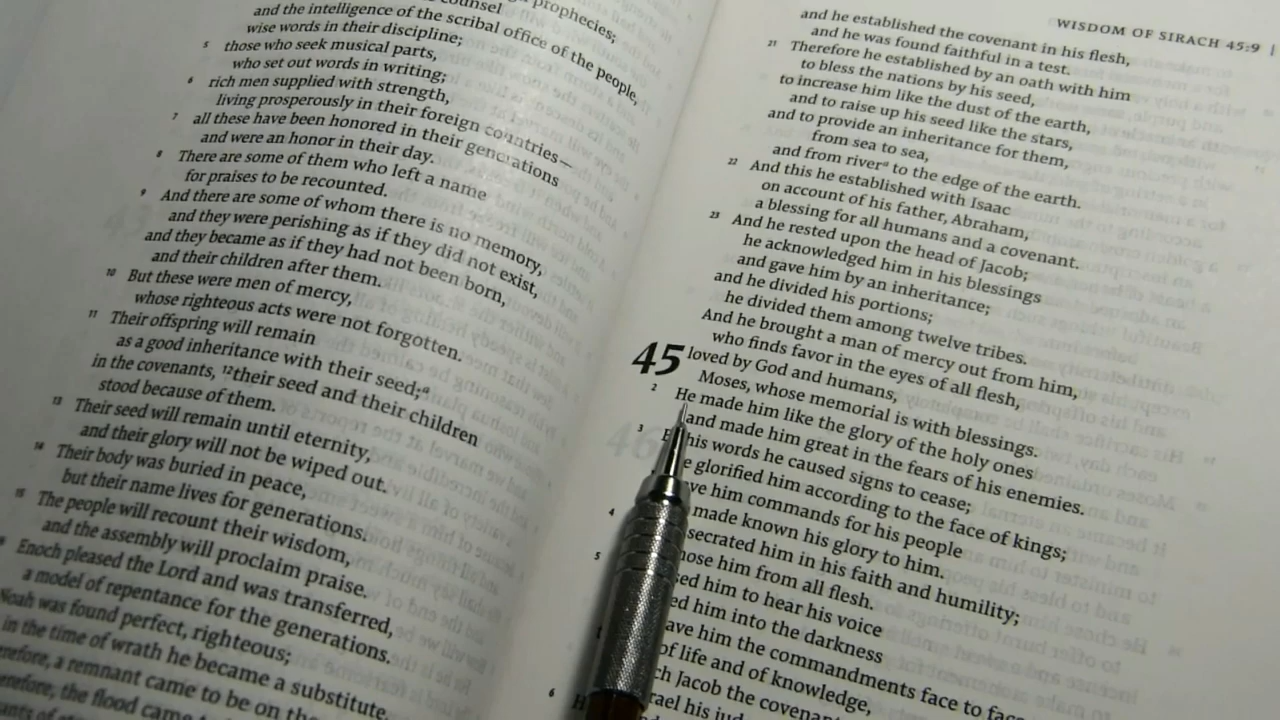 counsel
prophecies;
and the intelligence of the scribal office of the people,
wise words in their discipline;
5 those who seek musical parts,
who set out words in writing;
6 rich men supplied with strength,
living prosperously in their foreign countries—
7 all these have been honored in their generations
and were an honor in their day.
8 There are some of them who left a name
for praises to be recounted.
9 And there are some of whom there is no memory,
and they were perishing as if they did not exist,
and they became as if they had not been born,
and their children after them.
10 But these were men of mercy,
whose righteous acts were not forgotten.
11 Their offspring will remain
as a good inheritance with their seed;a
in the covenants, 12their seed and their children
stood because of them.
13 Their seed will remain until eternity,
and their glory will not be wiped out.
14 Their body was buried in peace,
but their name lives for generations.
15 The people will recount their wisdom,
and the assembly will proclaim praise.
Enoch pleased the Lord and was transferred,
a model of repentance for the generations.
Noah was found perfect, righteous;
in the time of wrath he became a substitute.
a remnant came to be on the
the flood came
WISDOM OF SIRACH 45:9 |
and he established the covenant in his flesh,
and he was found faithful in a test.
21 Therefore he established by an oath with him
to bless the nations by his seed,
to increase him like the dust of the earth,
and to raise up his seed like the stars,
and to provide an inheritance for them,
from sea to sea,
and from rivera to the edge of the earth.
22 And this he established with Isaac
on account of his father, Abraham,
a blessing for all humans and a covenant.
23 And he rested upon the head of Jacob;
he acknowledged him in his blessings
and gave him by an inheritance;
and he divided his portions;
he divided them among twelve tribes.
And he brought a man of mercy out from him,
who finds favor in the eyes of all flesh,
45 loved by God and humans,
Moses, whose memorial is with blessings.
2 He made him like the glory of the holy ones
and made him great in the fears of his enemies.
3 his words he caused signs to cease;
glorified him according to the face of kings;
him commands for his people
made known his glory to him.
4 in his faith and humility;
him from all flesh.
5 him to hear his voice
him into the darkness
him the commandments face to
of life and of knowledge,
Jacob the
6 his